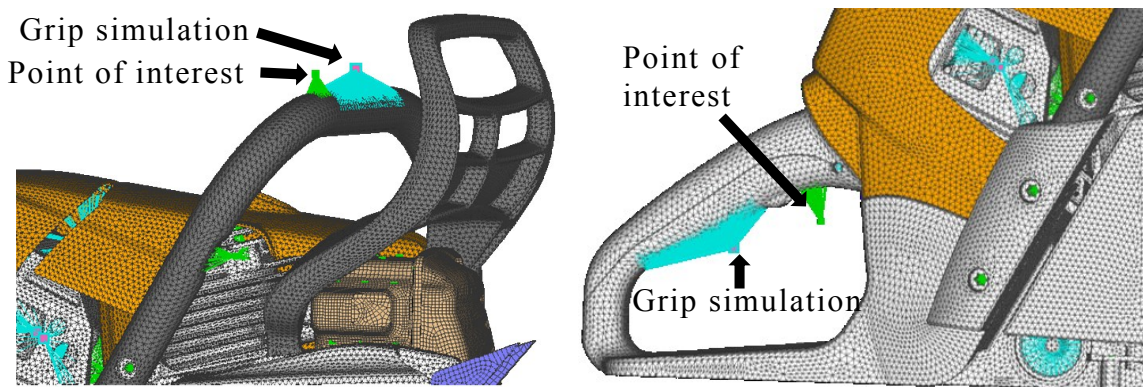 Grip simulation
Point of interest
Point of
interest
Grip simulation